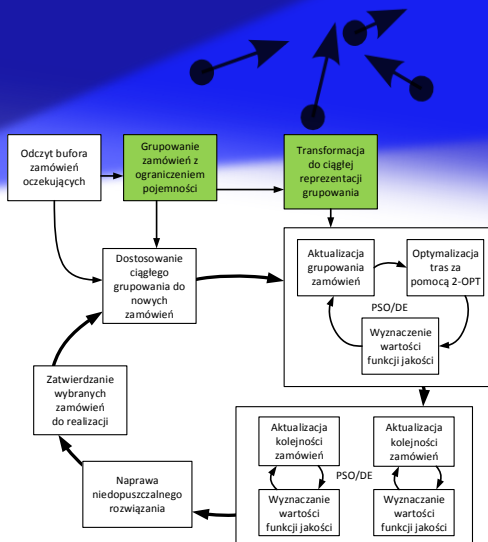 Odczyt bufora
zamówień
oczekujących
Grupowanie
zamówień z
ograniczeniem
pojemności
Transformacja
do ciągłej
reprezentacji
grupowania
Dostosowanie
ciągłego
grupowania do
nowych
zamówień
Aktualizacja
grupowania
zamówień
Optymalizacja
tras za
pomocą 2-OPT
PSO/DE
Wyznaczenie
wartości
funkcji jakości
Zatwierdzanie
wybranych
zamówień
do realizacji
Aktualizacja
kolejności
zamówień
Aktualizacja
kolejności
zamówień
PSO/DE
Wyznaczanie
wartości
funkcji jakości
Wyznaczanie
wartości
funkcji jakości
Naprawa
niedopuszczalnego
rozwiązania